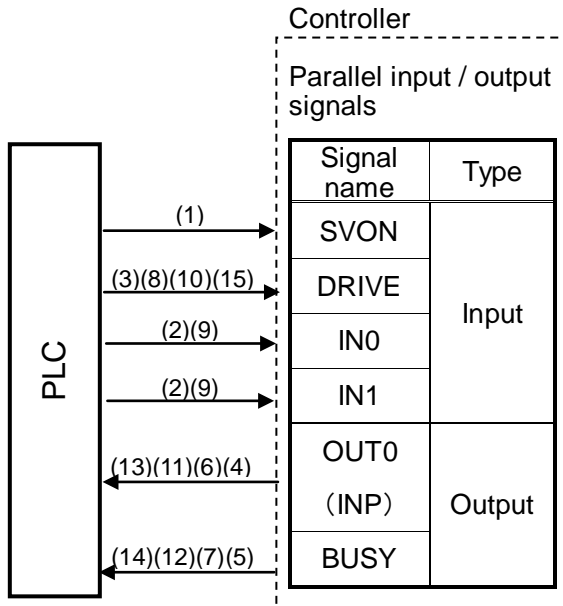 Controller
Parallel input / output
signals
Signal
name
Type
(1)
SVON
(3)(8)(10)(15)
DRIVE
Input
(2)(9)
IN0
PLC
(2)(9)
IN1
OUT0
(13)(11)(6)(4)
（INP）
Output
(14)(12)(7)(5)
BUSY